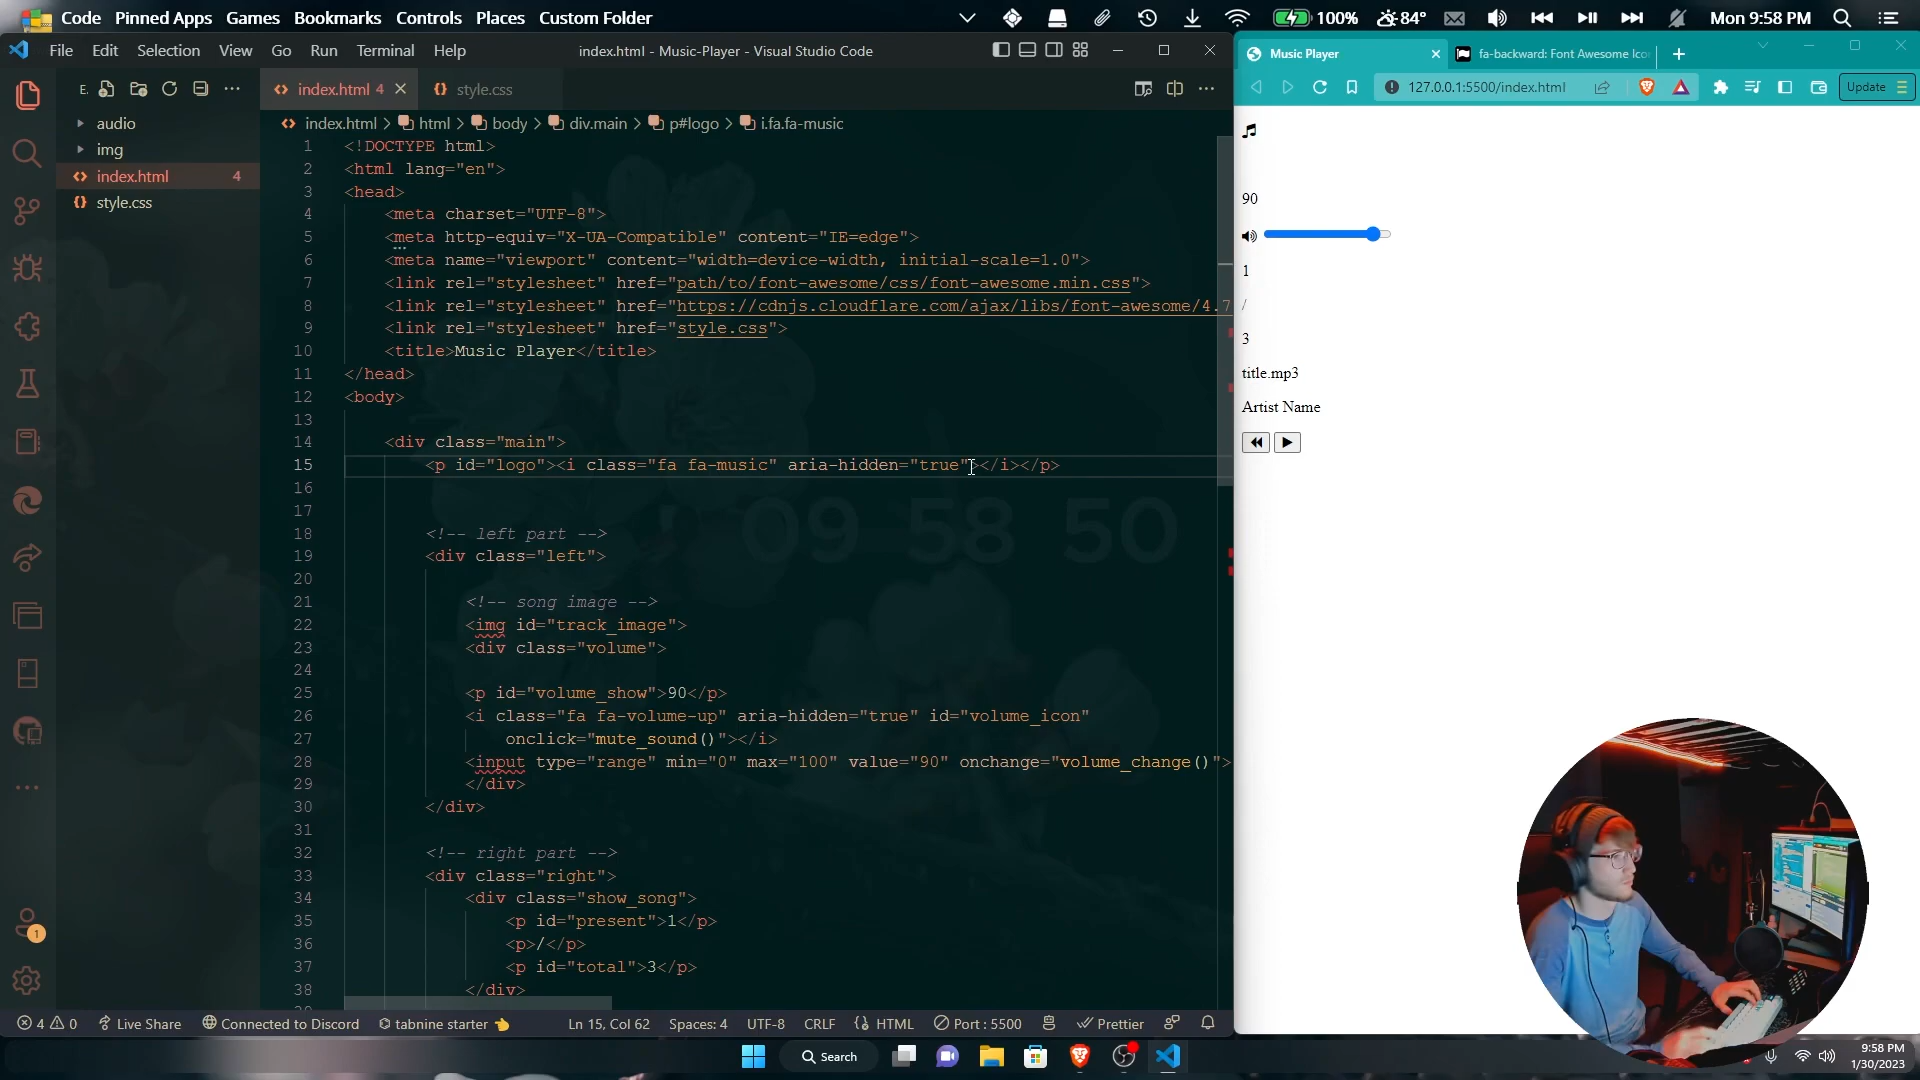 Code Pinned Apps Games Bookmarks Controls Places Custom Folder
100% 84° Mon 9:58 PM
File Edit Selection View Go Run Terminal Help
index.html - Music-Player - Visual Studio Code
E.
index.html 4
style.css
audio
img
index.html 4
style.css
index.html > html > body > div.main > p#logo > i.fa.fa-music
1 <!DOCTYPE html>
2 <html lang="en">
3 <head>
4 <meta charset="UTF-8">
5 <meta http-equiv="X-UA-Compatible" content="IE=edge">
6 <meta name="viewport" content="width=device-width, initial-scale=1.0">
7 <link rel="stylesheet" href="path/to/font-awesome/css/font-awesome.min.css">
8 <link rel="stylesheet" href="https://cdnjs.cloudflare.com/ajax/libs/font-awesome/4.7
9 <link rel="stylesheet" href="style.css">
10 <title>Music Player</title>
11 </head>
12 <body>
13
14 <div class="main">
15 <p id="logo"><i class="fa fa-music" aria-hidden="true"></i></p>
16
17
18 <!-- left part -->
19 <div class="left">
20
21 <!-- song image -->
22 <img id="track_image">
23 <div class="volume">
24
25 <p id="volume_show">90</p>
26 <i class="fa fa-volume-up" aria-hidden="true" id="volume_icon"
27 onclick="mute_sound()"></i>
28 <input type="range" min="0" max="100" value="90" onchange="volume_change()">
29 </div>
30 </div>
31
32 <!-- right part -->
33 <div class="right">
34 <div class="show_song">
35 <p id="present">1</p>
36 <p>/</p>
37 <p id="total">3</p>
38 </div>
09 58 50
4 0 Live Share Connected to Discord tabnine starter Ln 15, Col 62 Spaces: 4 UTF-8 CRLF HTML Port : 5500 Prettier
1
Music Player
fa-backward: Font Awesome Ico
127.0.0.1:5500/index.html
Update
90
1
/
3
title.mp3
Artist Name
Search
9:58 PM
1/30/2023